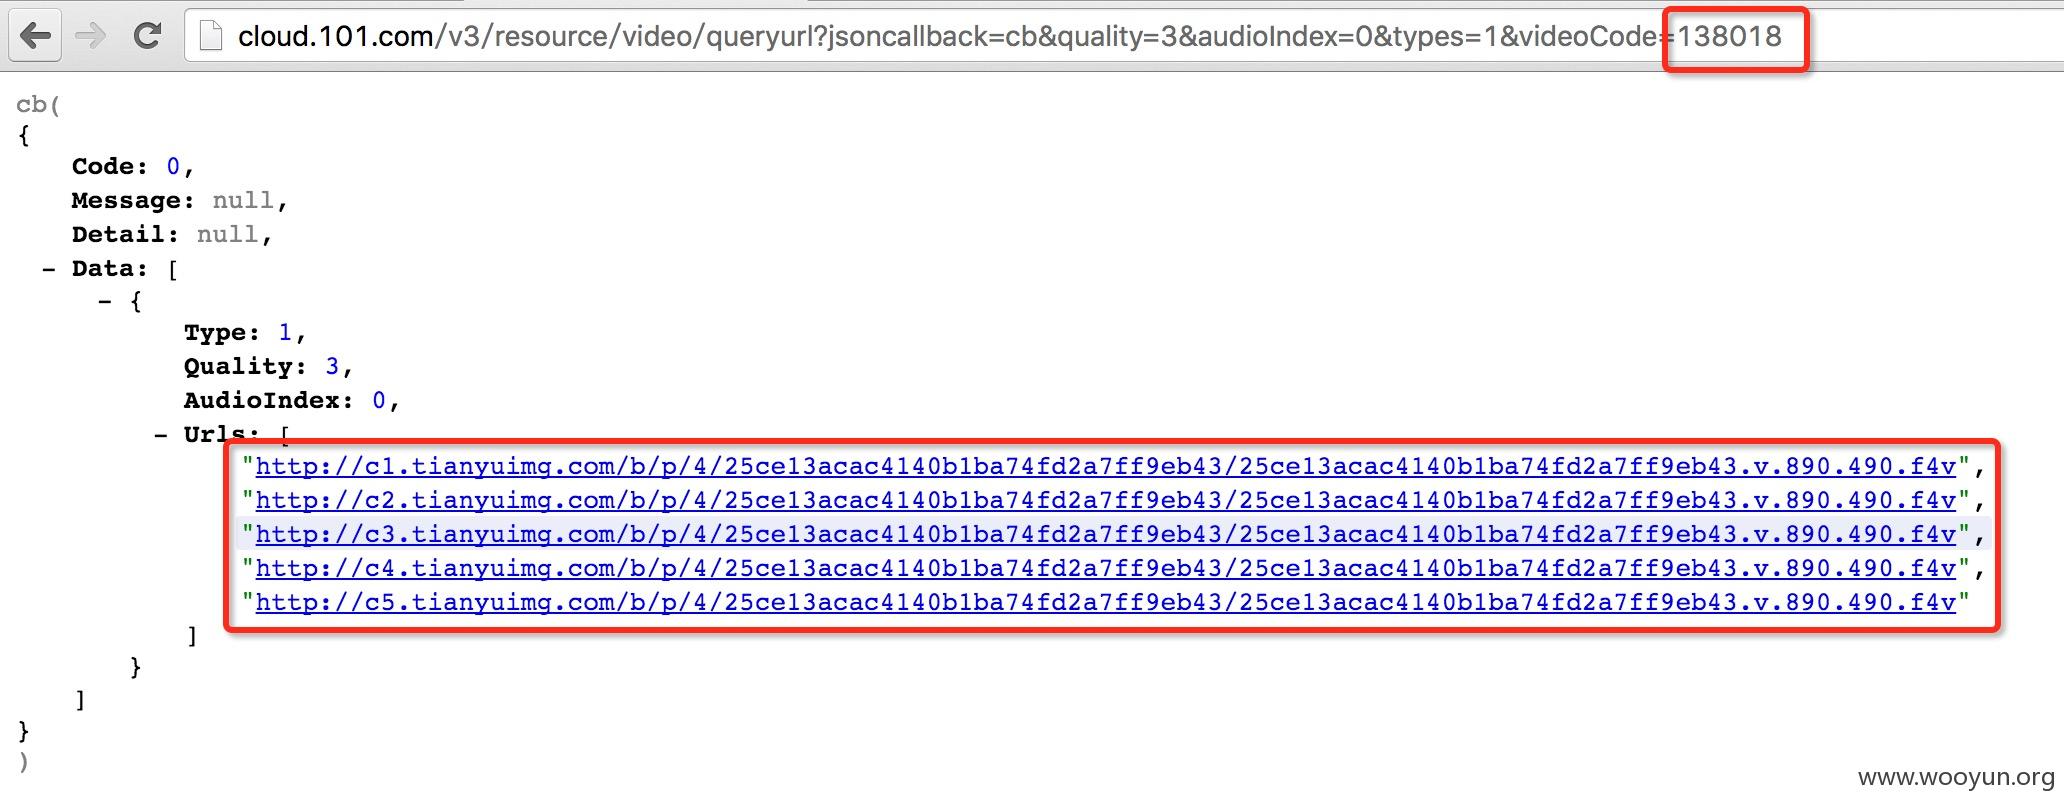 cloud.101.com/v3/resource/video/queryurl?jsoncallback=cb&quality=3&audioIndex=0&types=1&videoCode=138018
cb(
{
Code: 0,
Message: null,
Detail: null,
- Data: [
- {
Type: 1,
Quality: 3,
AudioIndex: 0,
- Urls: [
"http://c1.tianyuimg.com/b/p/4/25ce13acac4140b1ba74fd2a7ff9eb43/25ce13acac4140b1ba74fd2a7ff9eb43.v.890.490.f4v",
"http://c2.tianyuimg.com/b/p/4/25ce13acac4140b1ba74fd2a7ff9eb43/25ce13acac4140b1ba74fd2a7ff9eb43.v.890.490.f4v",
"http://c3.tianyuimg.com/b/p/4/25ce13acac4140b1ba74fd2a7ff9eb43/25ce13acac4140b1ba74fd2a7ff9eb43.v.890.490.f4v",
"http://c4.tianyuimg.com/b/p/4/25ce13acac4140b1ba74fd2a7ff9eb43/25ce13acac4140b1ba74fd2a7ff9eb43.v.890.490.f4v",
"http://c5.tianyuimg.com/b/p/4/25ce13acac4140b1ba74fd2a7ff9eb43/25ce13acac4140b1ba74fd2a7ff9eb43.v.890.490.f4v"
]
}
]
}
)
www.wooyun.org